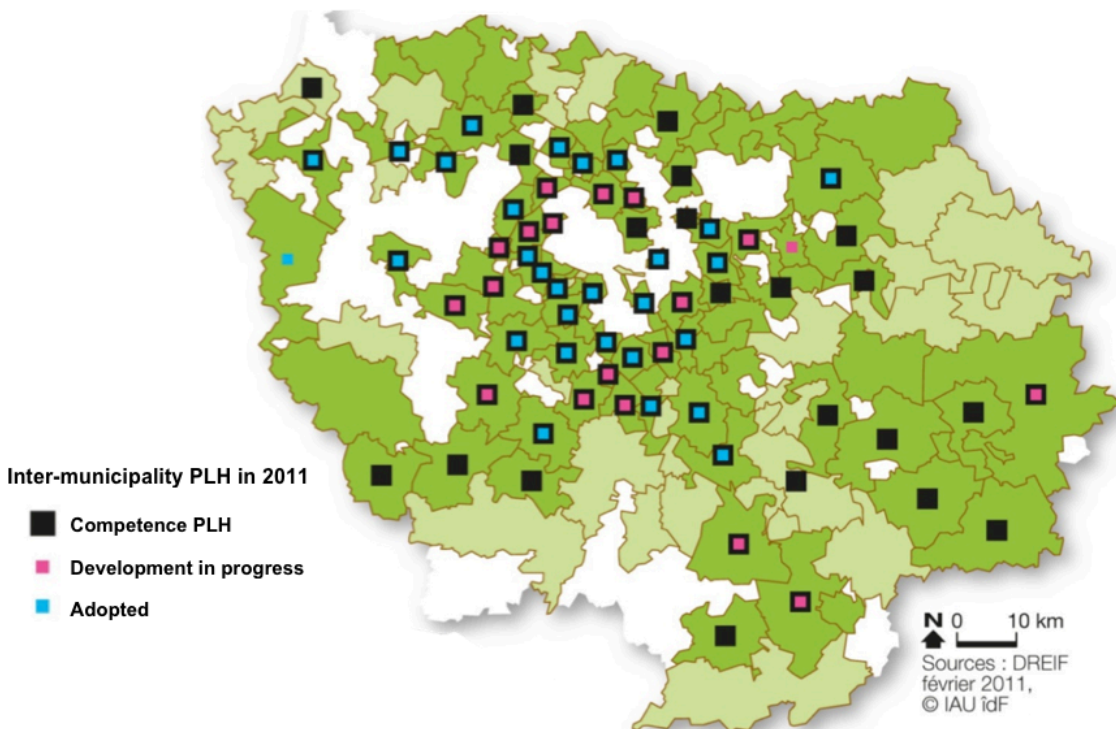 Inter-municipality PLH in 2011
Competence PLH
Development in progress
Adopted
N 0 10 km
Sources : DREIF
février 2011,
© IAU îdF